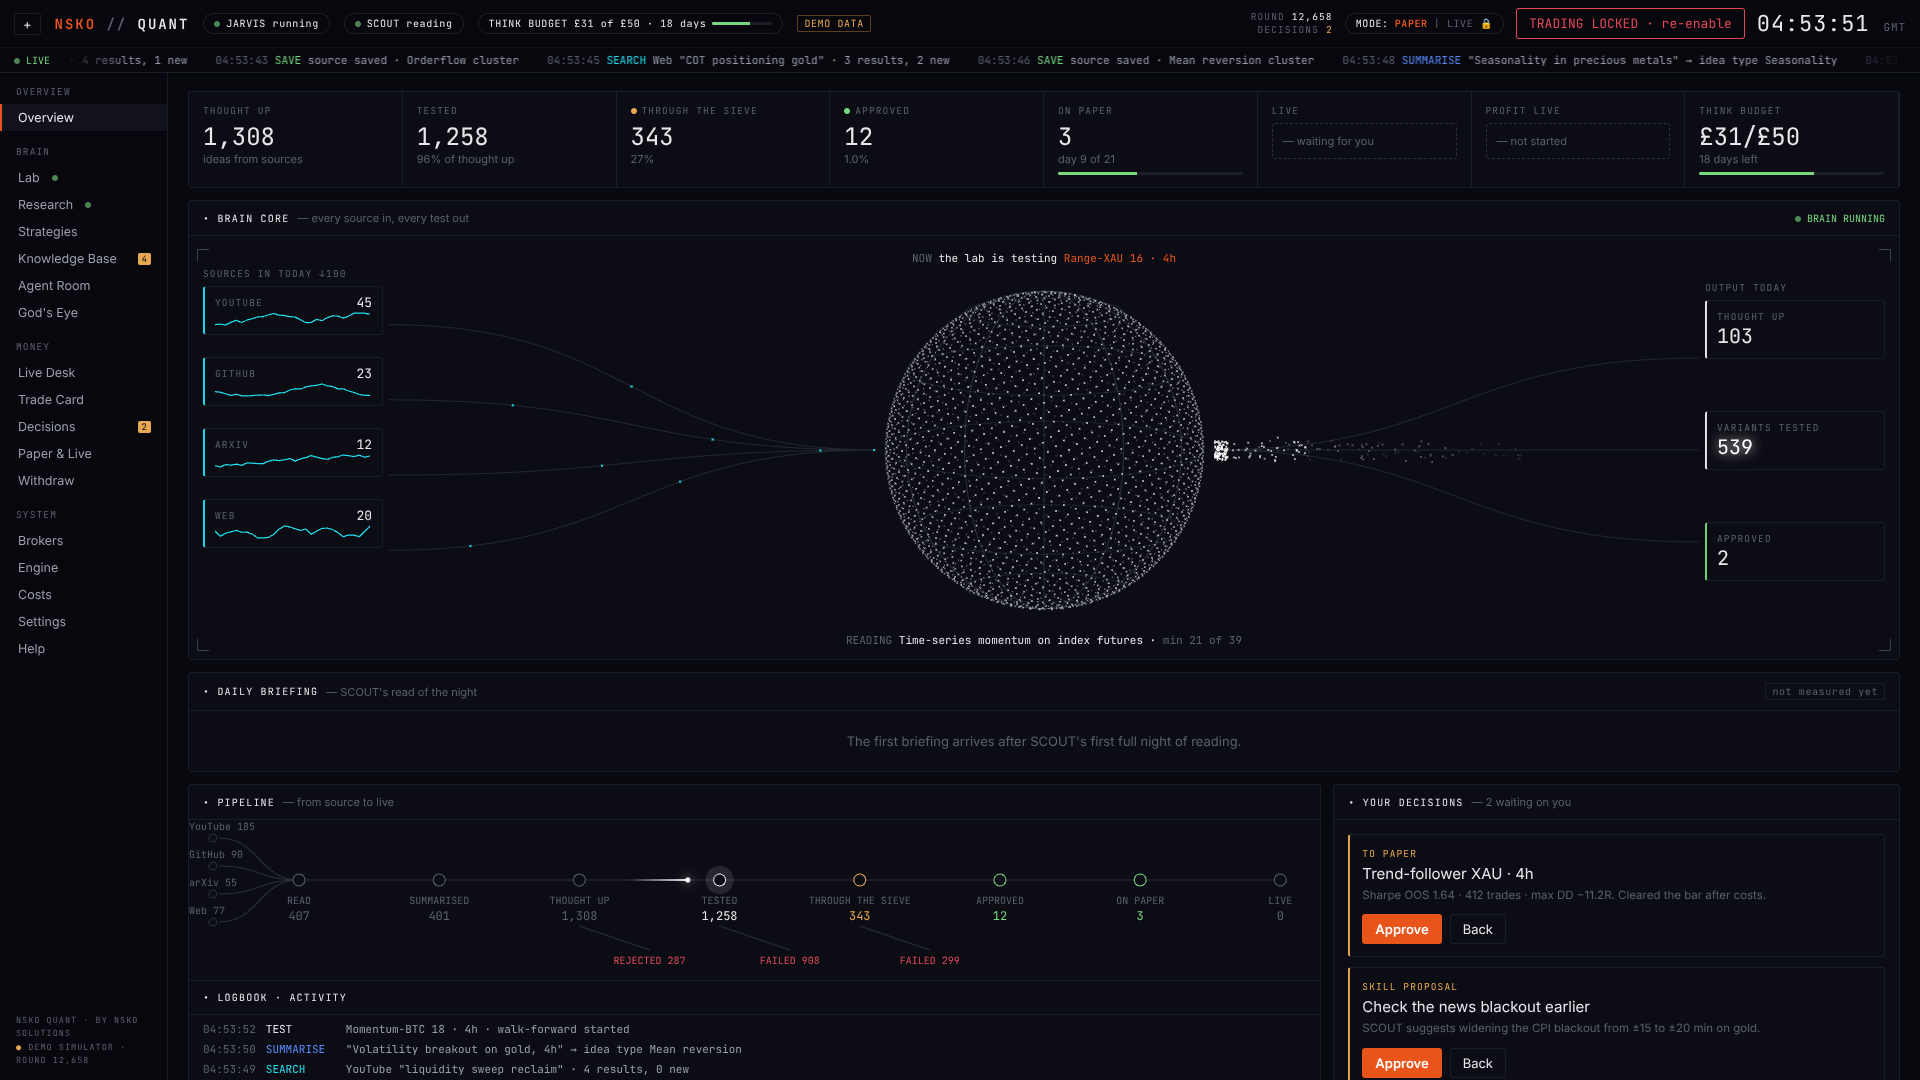 + NSKO // QUANT JARVIS running SCOUT reading THINK BUDGET £31 of £50 · 18 days DEMO DATA ROUND 12,658 MODE: PAPER | LIVE 🔒 TRADING LOCKED · re-enable 04:53:51 GMT
DECISIONS 2
LIVE 4 results, 1 new 04:53:43 SAVE source saved · Orderflow cluster 04:53:45 SEARCH Web "COT positioning gold" · 3 results, 2 new 04:53:46 SAVE source saved · Mean reversion cluster 04:53:48 SUMMARISE "Seasonality in precious metals" → idea type Seasonality 04:53
OVERVIEW
Overview
BRAIN
Lab
Research
Strategies
Knowledge Base 4
Agent Room
God's Eye
MONEY
Live Desk
Trade Card
Decisions 2
Paper & Live
Withdraw
SYSTEM
Brokers
Engine
Costs
Settings
Help
NSKO QUANT · BY NSKO
SOLUTIONS
DEMO SIMULATOR ·
ROUND 12,658
THOUGHT UP
1,308
ideas from sources
TESTED
1,258
96% of thought up
THROUGH THE SIEVE
343
27%
APPROVED
12
1.0%
ON PAPER
3
day 9 of 21
LIVE
— waiting for you
PROFIT LIVE
— not started
THINK BUDGET
£31/£50
18 days left
• BRAIN CORE — every source in, every test out BRAIN RUNNING
NOW the lab is testing Range-XAU 16 · 4h
SOURCES IN TODAY ↓100
YOUTUBE 45
GITHUB 23
ARXIV 12
WEB 20
OUTPUT TODAY
THOUGHT UP
103
VARIANTS TESTED
539
APPROVED
2
READING Time-series momentum on index futures · min 21 of 39
• DAILY BRIEFING — SCOUT's read of the night not measured yet
The first briefing arrives after SCOUT's first full night of reading.
• PIPELINE — from source to live
YouTube 185
GitHub 90
arXiv 55
Web 77
READ SUMMARISED THOUGHT UP TESTED THROUGH THE SIEVE APPROVED ON PAPER LIVE
407 401 1,308 1,258 343 12 3 0
REJECTED 287 FAILED 908 FAILED 299
• LOGBOOK · ACTIVITY
04:53:52 TEST Momentum-BTC 18 · 4h · walk-forward started
04:53:50 SUMMARISE "Volatility breakout on gold, 4h" → idea type Mean reversion
04:53:49 SEARCH YouTube "liquidity sweep reclaim" · 4 results, 0 new
• YOUR DECISIONS — 2 waiting on you
TO PAPER
Trend-follower XAU · 4h
Sharpe OOS 1.64 · 412 trades · max DD −11.2R. Cleared the bar after costs.
Approve Back
SKILL PROPOSAL
Check the news blackout earlier
SCOUT suggests widening the CPI blackout from ±15 to ±20 min on gold.
Approve Back